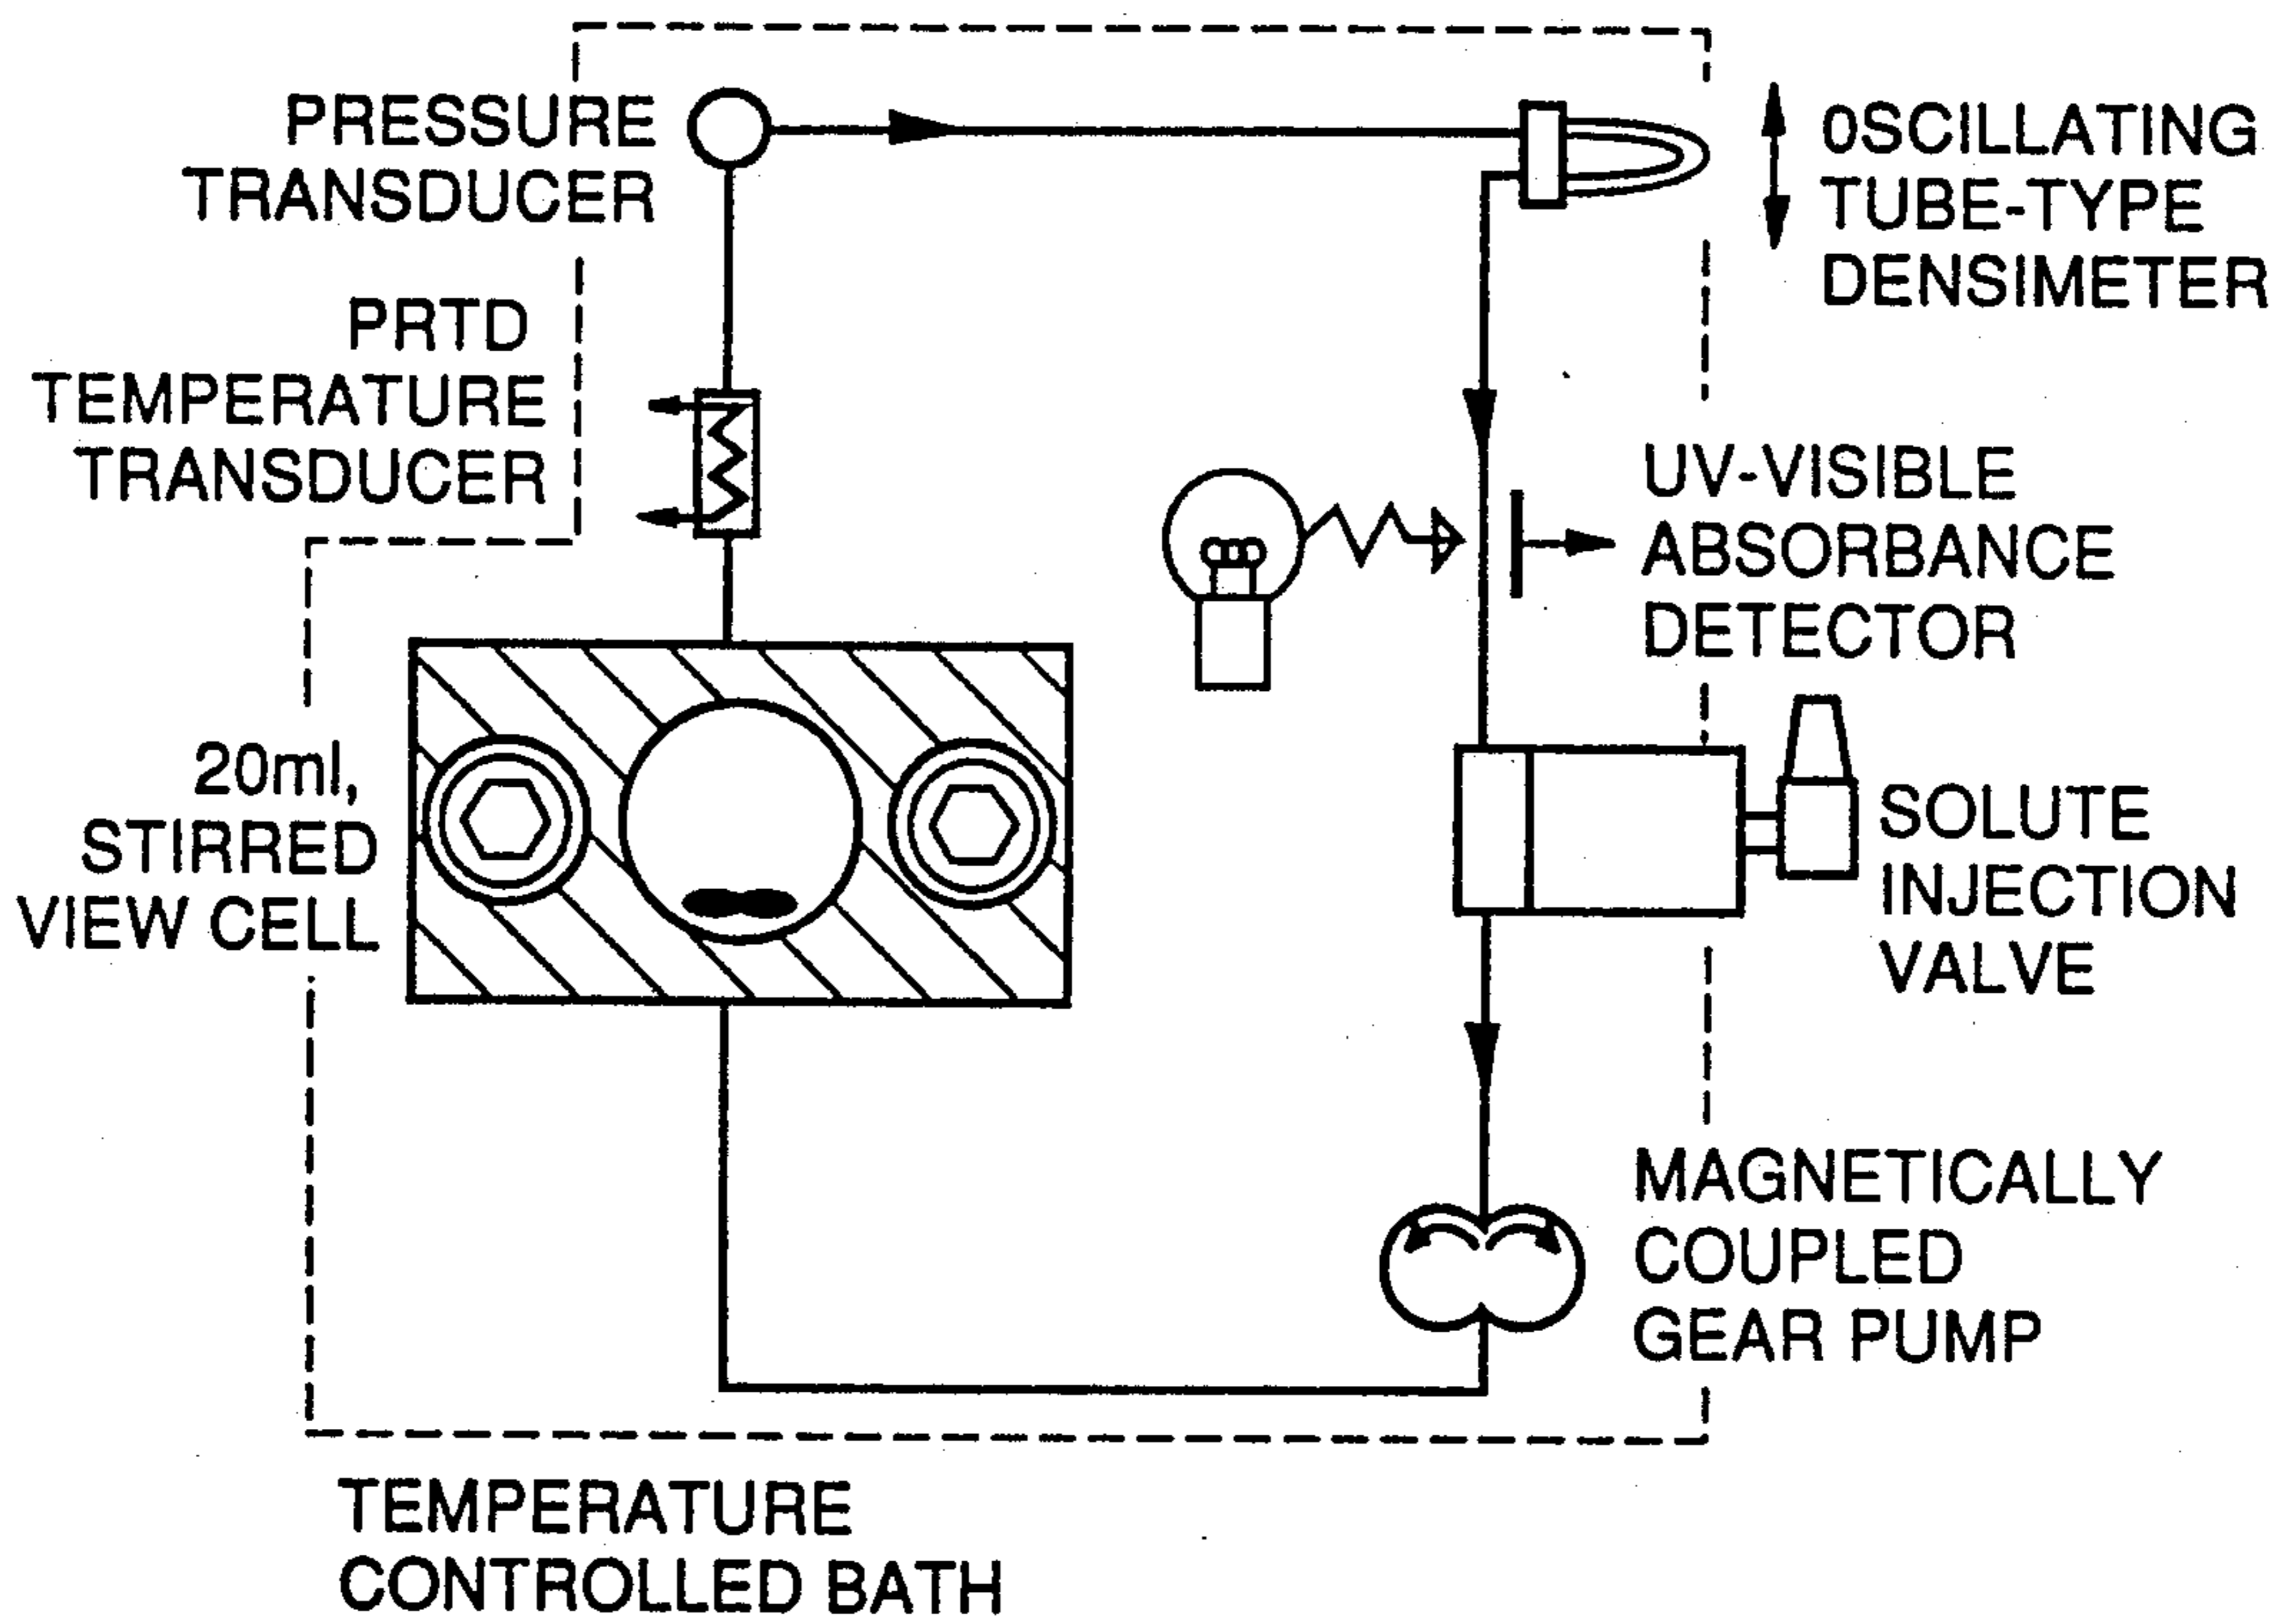 PRESSURE
TRANSDUCER
OSCILLATING
TUBE-TYPE
DENSIMETER
PRTD
TEMPERATURE
TRANSDUCER
UV-VISIBLE
ABSORBANCE
DETECTOR
20ml,
STIRRED
VIEW CELL
SOLUTE
INJECTION
VALVE
MAGNETICALLY
COUPLED
GEAR PUMP
TEMPERATURE
CONTROLLED BATH